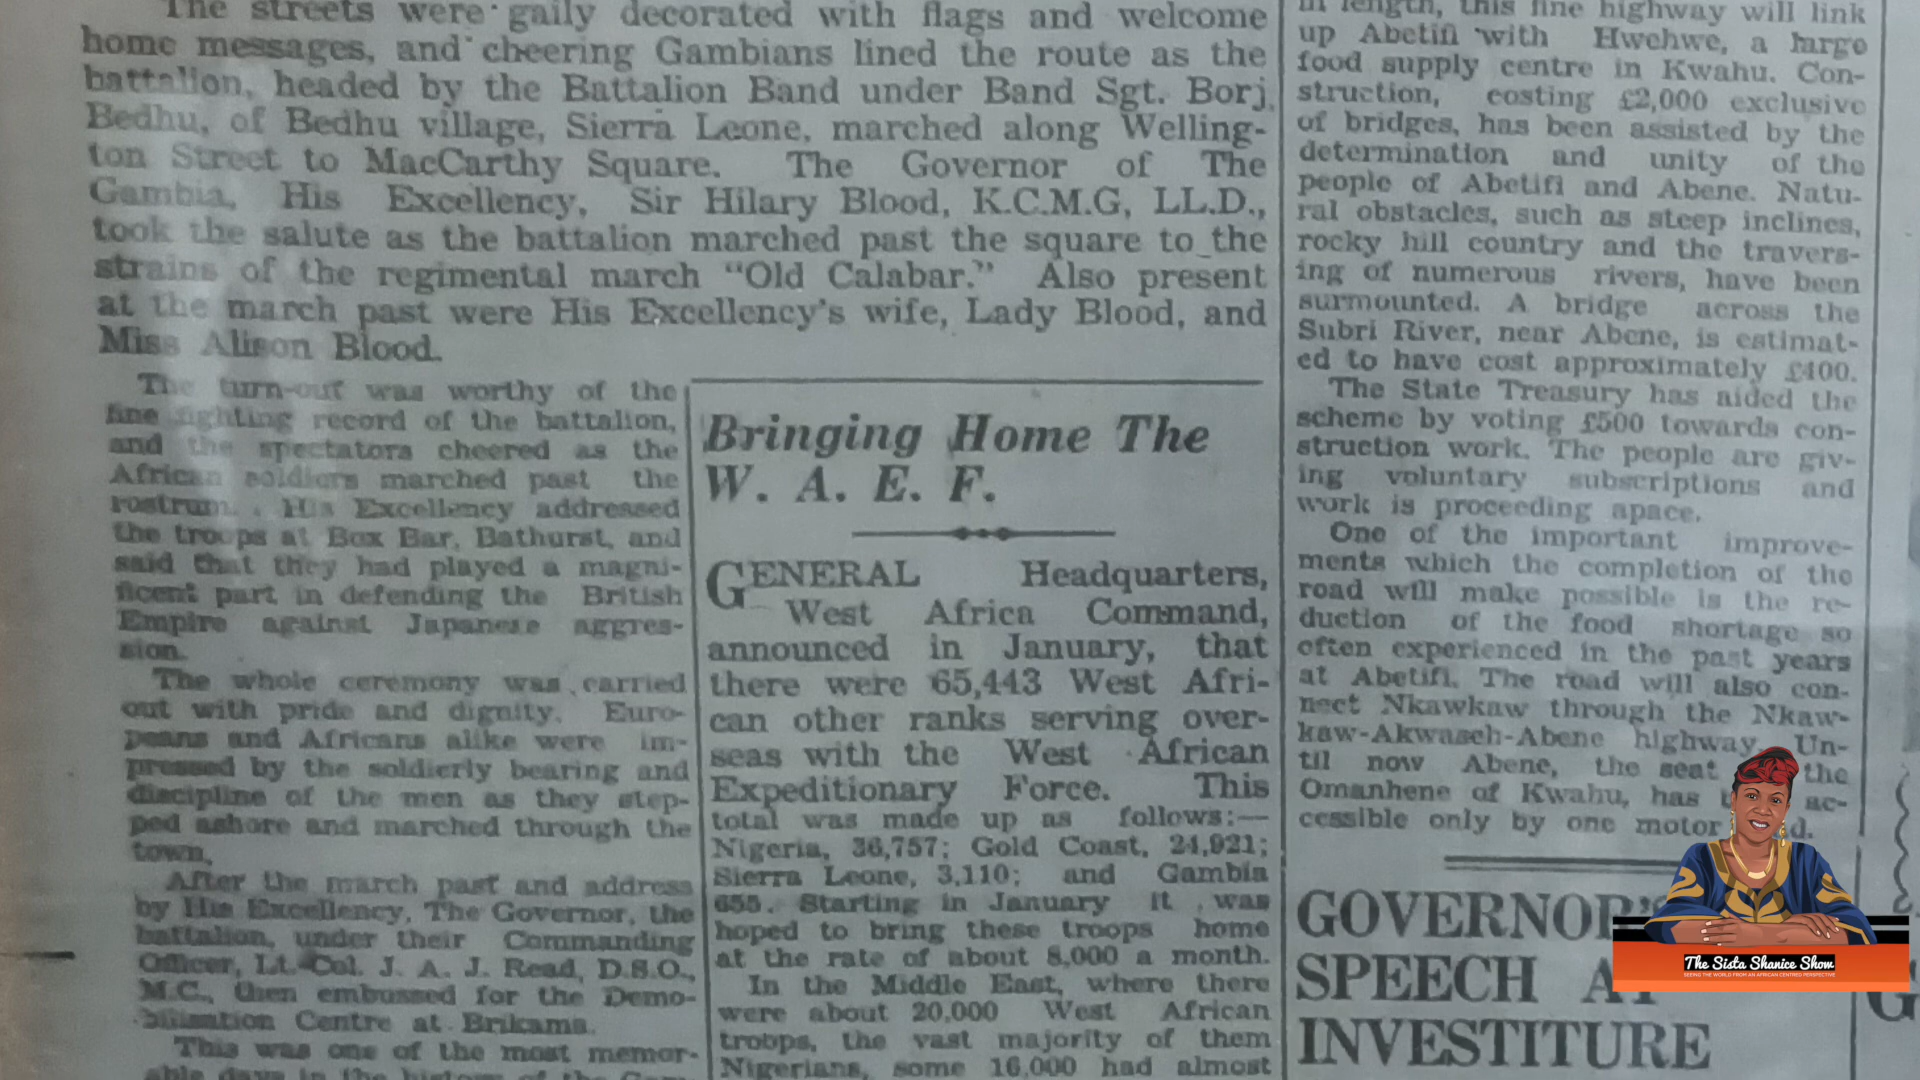 The streets were gaily decorated with flags and welcome
home messages, and cheering Gambians lined the route as the
battalion, headed by the Battalion Band under Band Sgt. Borj
Bedhu, of Bedhu village, Sierra Leone, marched along Welling-
ton Street to MacCarthy Square. The Governor of The
Gambia, His Excellency, Sir Hilary Blood, K.C.M.G, LL.D.,
took the salute as the battalion marched past the square to the
strains of the regimental march "Old Calabar." Also present
at the march past were His Excellency's wife, Lady Blood, and
Miss Alison Blood.
The turn-out was worthy of the
fine fighting record of the battalion,
and the spectators cheered as the
African soldiers marched past the
rostrum. His Excellency addressed
the troops at Box Bar, Bathurst, and
said that they had played a magni-
ficent part in defending the British
Empire against Japanese aggres-
sion.
The whole ceremony was carried
out with pride and dignity. Euro-
peans and Africans alike were im-
pressed by the soldierly bearing and
discipline of the men as they step-
ped ashore and marched through the
town.
After the march past and address
by His Excellency, The Governor, the
battalion, under their Commanding
Officer, Lt.-Col. J. A. J. Read, D.S.O.,
M.C., then embussed for the Demo-
bilisation Centre at Brikama.
This was one of the most memor-
able days in the history of the
Bringing Home The
W. A. E. F.
GENERAL Headquarters,
West Africa Command,
announced in January, that
there were 65,443 West Afri-
can other ranks serving over-
seas with the West African
Expeditionary Force. This
total was made up as follows:—
Nigeria, 36,757; Gold Coast, 24,921;
Sierra Leone, 3,110; and Gambia
655. Starting in January it was
hoped to bring these troops home
at the rate of about 8,000 a month.
In the Middle East, where there
were about 20,000 West African
troops, the vast majority of them
Nigerians, some 16,000 had almost
in length, this fine highway will link
up Abetifi with Hwehwe, a large
food supply centre in Kwahu. Con-
struction, costing £2,000 exclusive
of bridges, has been assisted by the
determination and unity of the
people of Abetifi and Abene. Natu-
ral obstacles, such as steep inclines,
rocky hill country and the travers-
ing of numerous rivers, have been
surmounted. A bridge across the
Subri River, near Abene, is estimat-
ed to have cost approximately £400.
The State Treasury has aided the
scheme by voting £500 towards con-
struction work. The people are giv-
ing voluntary subscriptions and
work is proceeding apace.
One of the important improve-
ments which the completion of the
road will make possible is the re-
duction of the food shortage so
often experienced in the past years
at Abetifi. The road will also con-
nect Nkawkaw through the Nkaw-
kaw-Akwasch-Abene highway. Un-
til now Abene, the seat the
Omanhene of Kwahu, has ac-
cessible only by one motor
GOVERNOR'S
SPEECH AT
INVESTITURE
G
The Sista Shanice Show
SEEING THE WORLD FROM AN AFRICAN CENTRED PERSPECTIVE